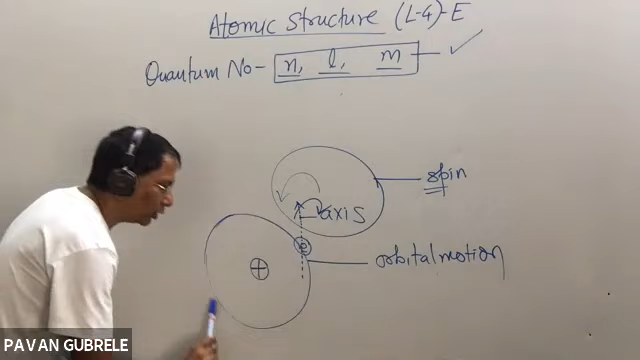 Atomic Structure (L-4)-E
Quantum No- n, l, m
spin
axis
e
orbital motion
+
PAVAN GUBRELE